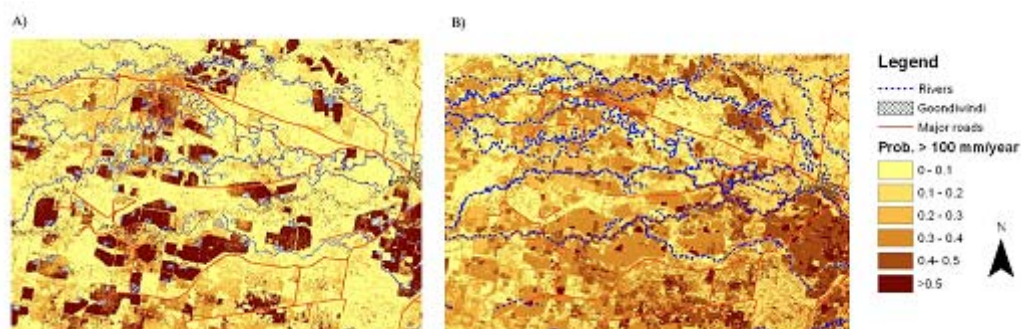 A)
B)
Legend
Rivers
Goondiwindi
Major roads
Prob. > 100 mm/year
0 - 0.1
0.1 - 0.2
0.2 - 0.3
0.3 - 0.4
0.4- 0.5
>0.5
N